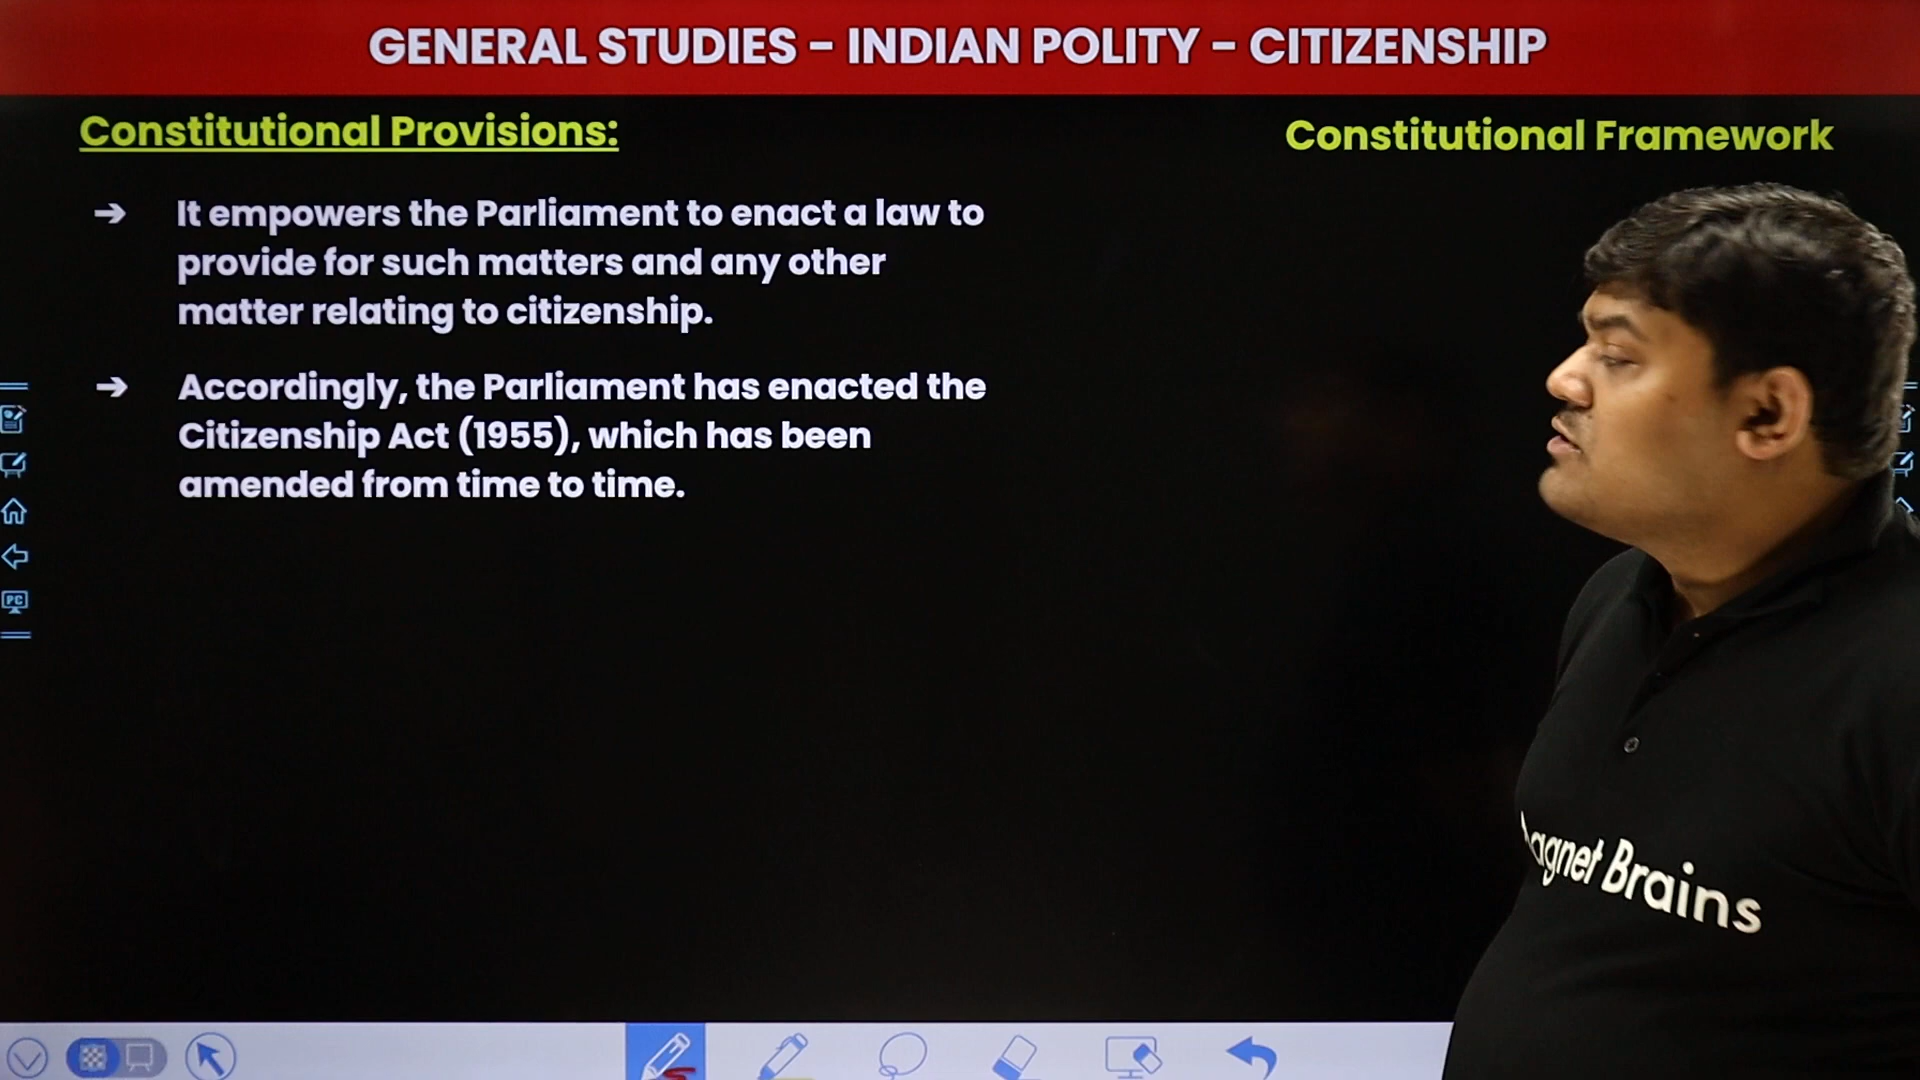 GENERAL STUDIES - INDIAN POLITY - CITIZENSHIP
Constitutional Provisions:
Constitutional Framework
➔ It empowers the Parliament to enact a law to
provide for such matters and any other
matter relating to citizenship.
➔ Accordingly, the Parliament has enacted the
Citizenship Act (1955), which has been
amended from time to time.
PC
agnet Brains